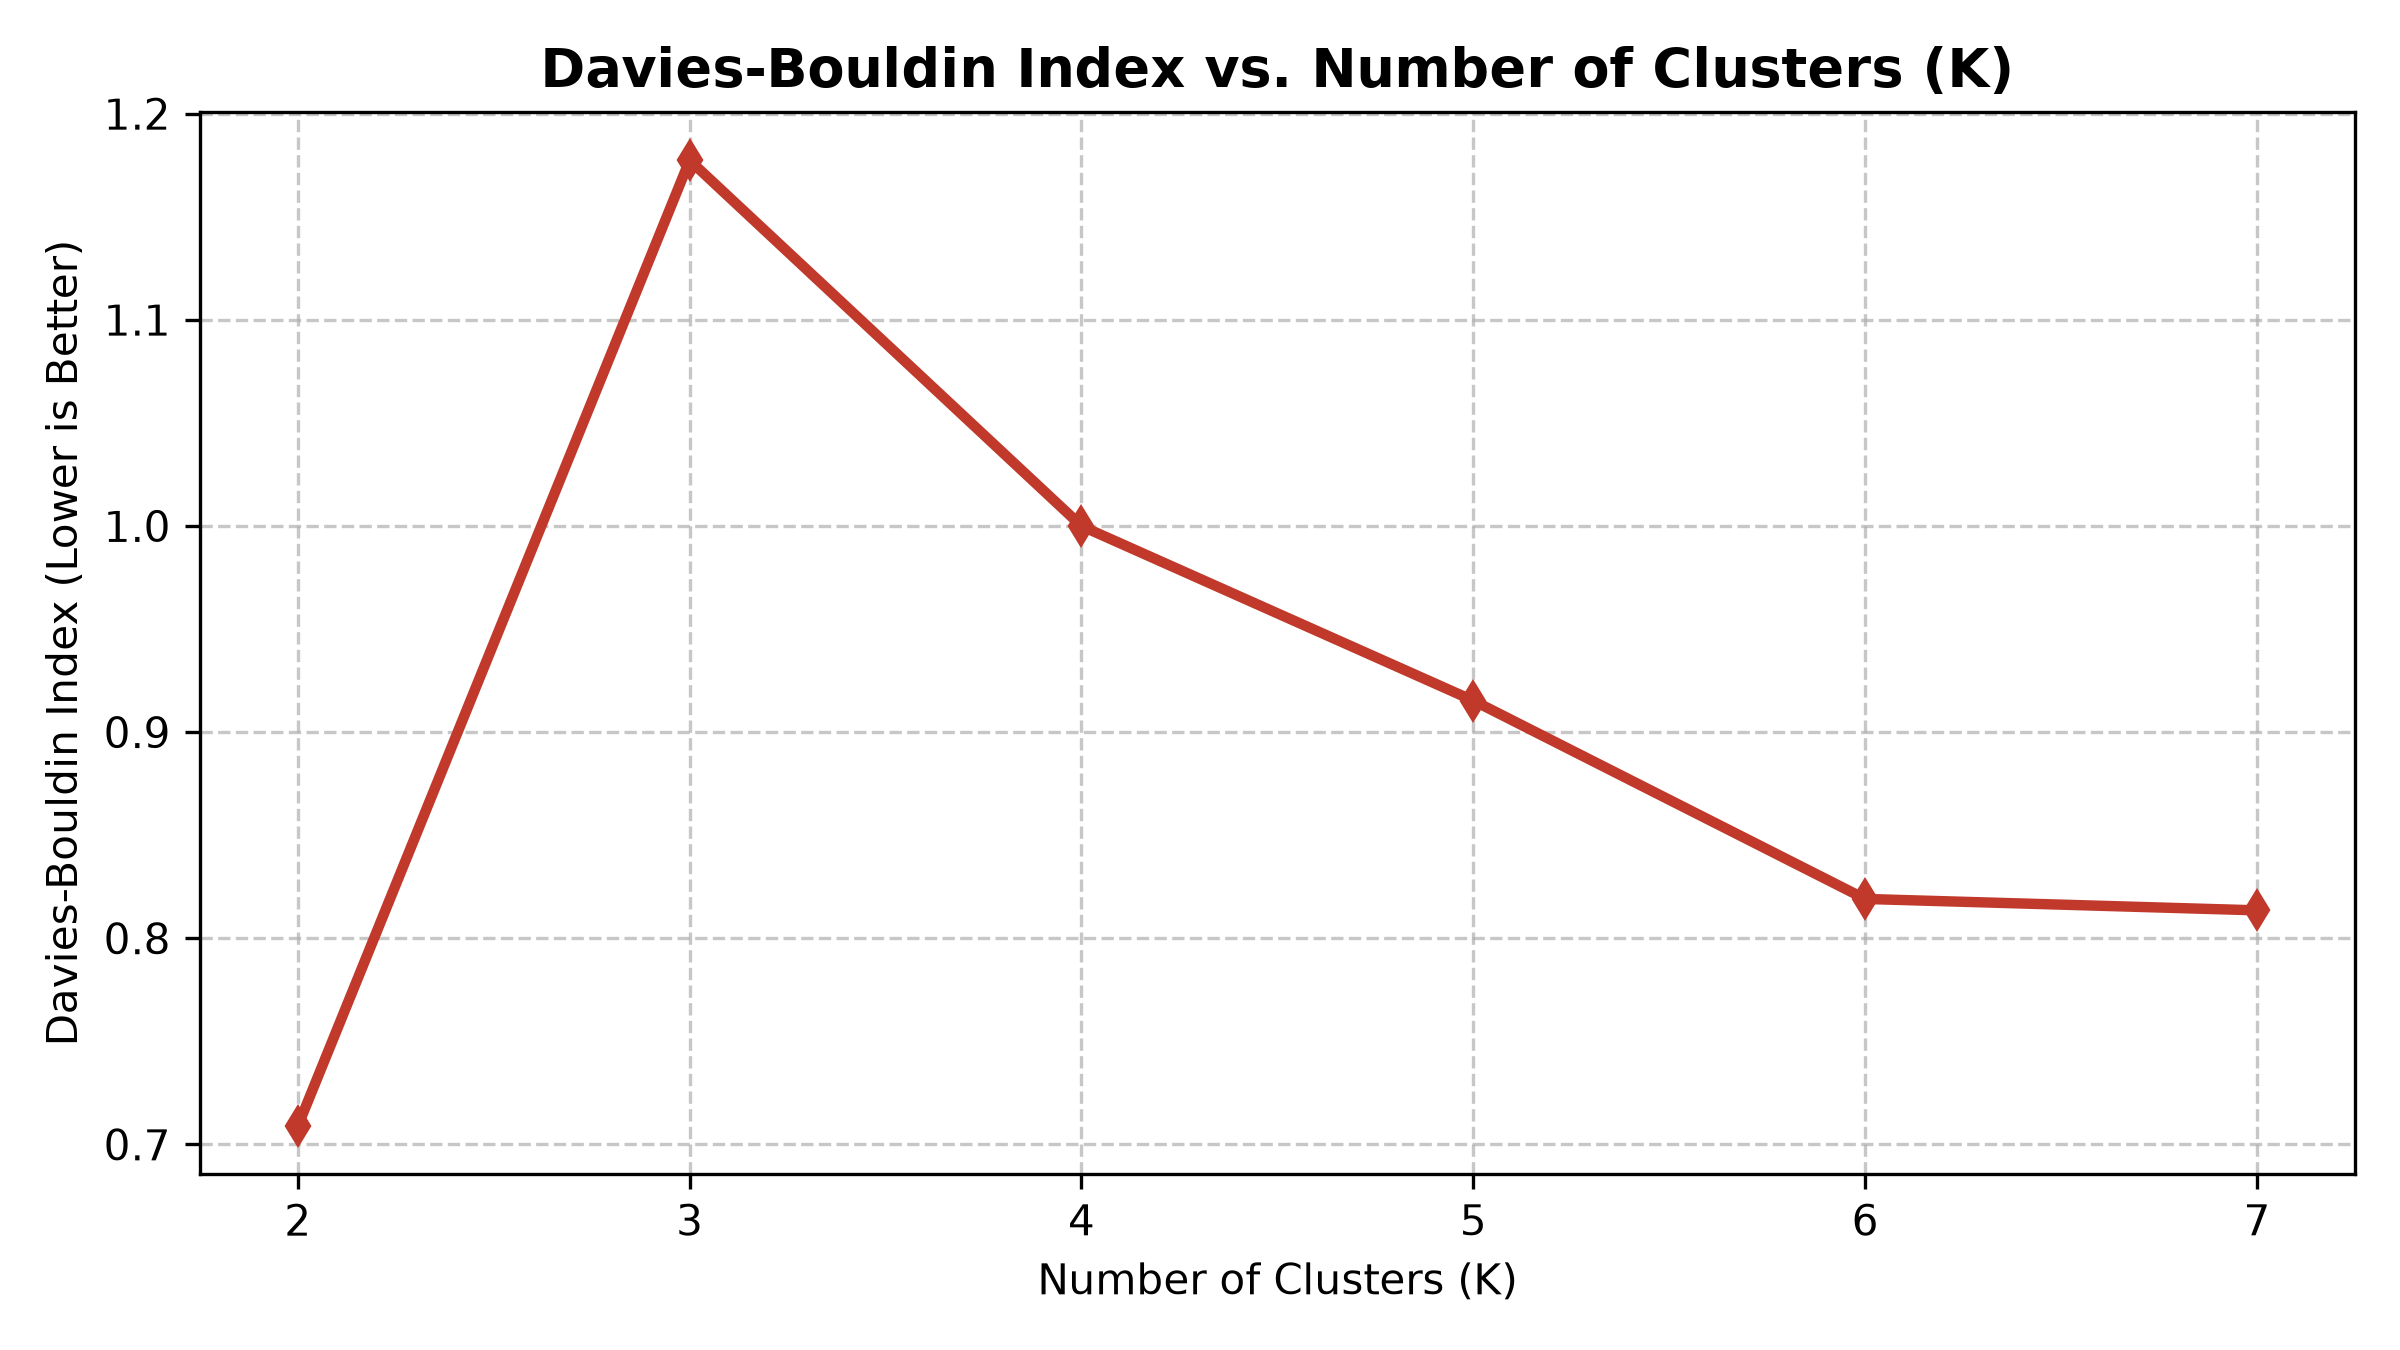 Davies-Bouldin Index vs. Number of Clusters (K)
Davies-Bouldin Index (Lower is Better)
1.2
1.1
1.0
0.9
0.8
0.7
2 3 4 5 6 7
Number of Clusters (K)